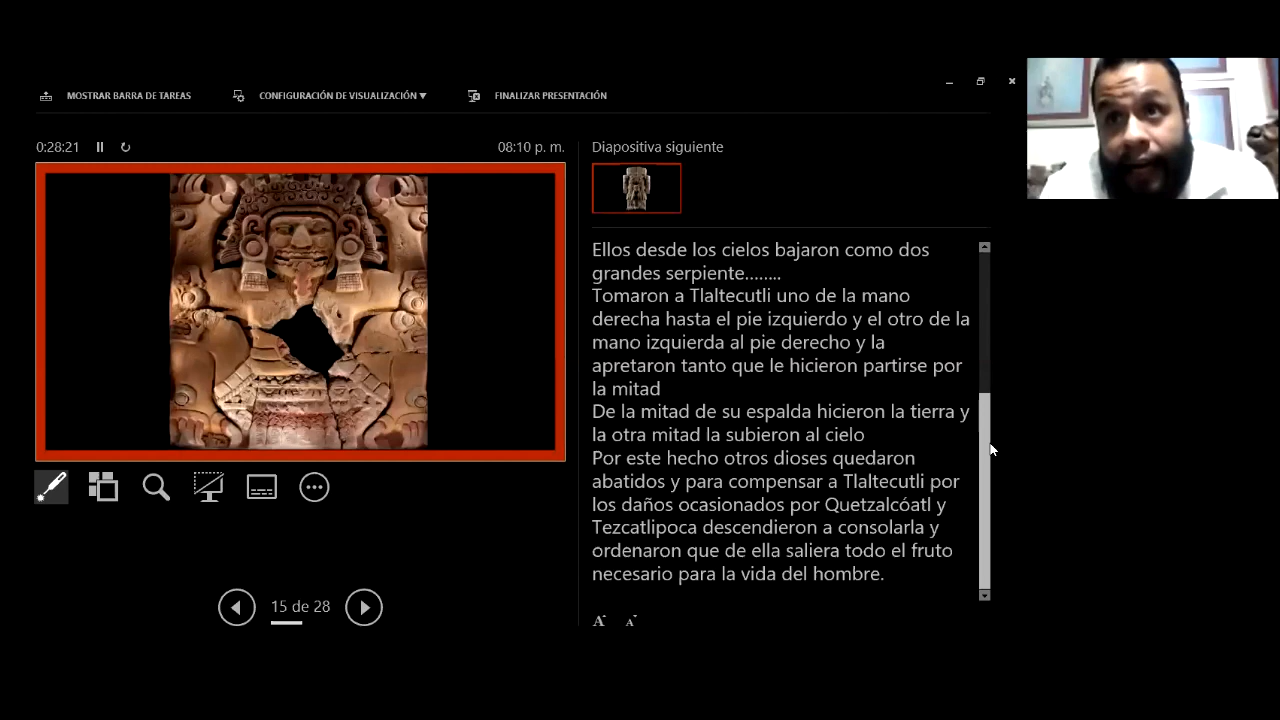 MOSTRAR BARRA DE TAREAS
CONFIGURACIÓN DE VISUALIZACIÓN ▼
FINALIZAR PRESENTACIÓN
0:28:21
08:10 p. m.
Diapositiva siguiente
Ellos desde los cielos bajaron como dos
grandes serpiente........
Tomaron a Tlaltecutli uno de la mano
derecha hasta el pie izquierdo y el otro de la
mano izquierda al pie derecho y la
apretaron tanto que le hicieron partirse por
la mitad
De la mitad de su espalda hicieron la tierra y
la otra mitad la subieron al cielo
Por este hecho otros dioses quedaron
abatidos y para compensar a Tlaltecutli por
los daños ocasionados por Quetzalcóatl y
Tezcatlipoca descendieron a consolarla y
ordenaron que de ella saliera todo el fruto
necesario para la vida del hombre.
15 de 28
A A